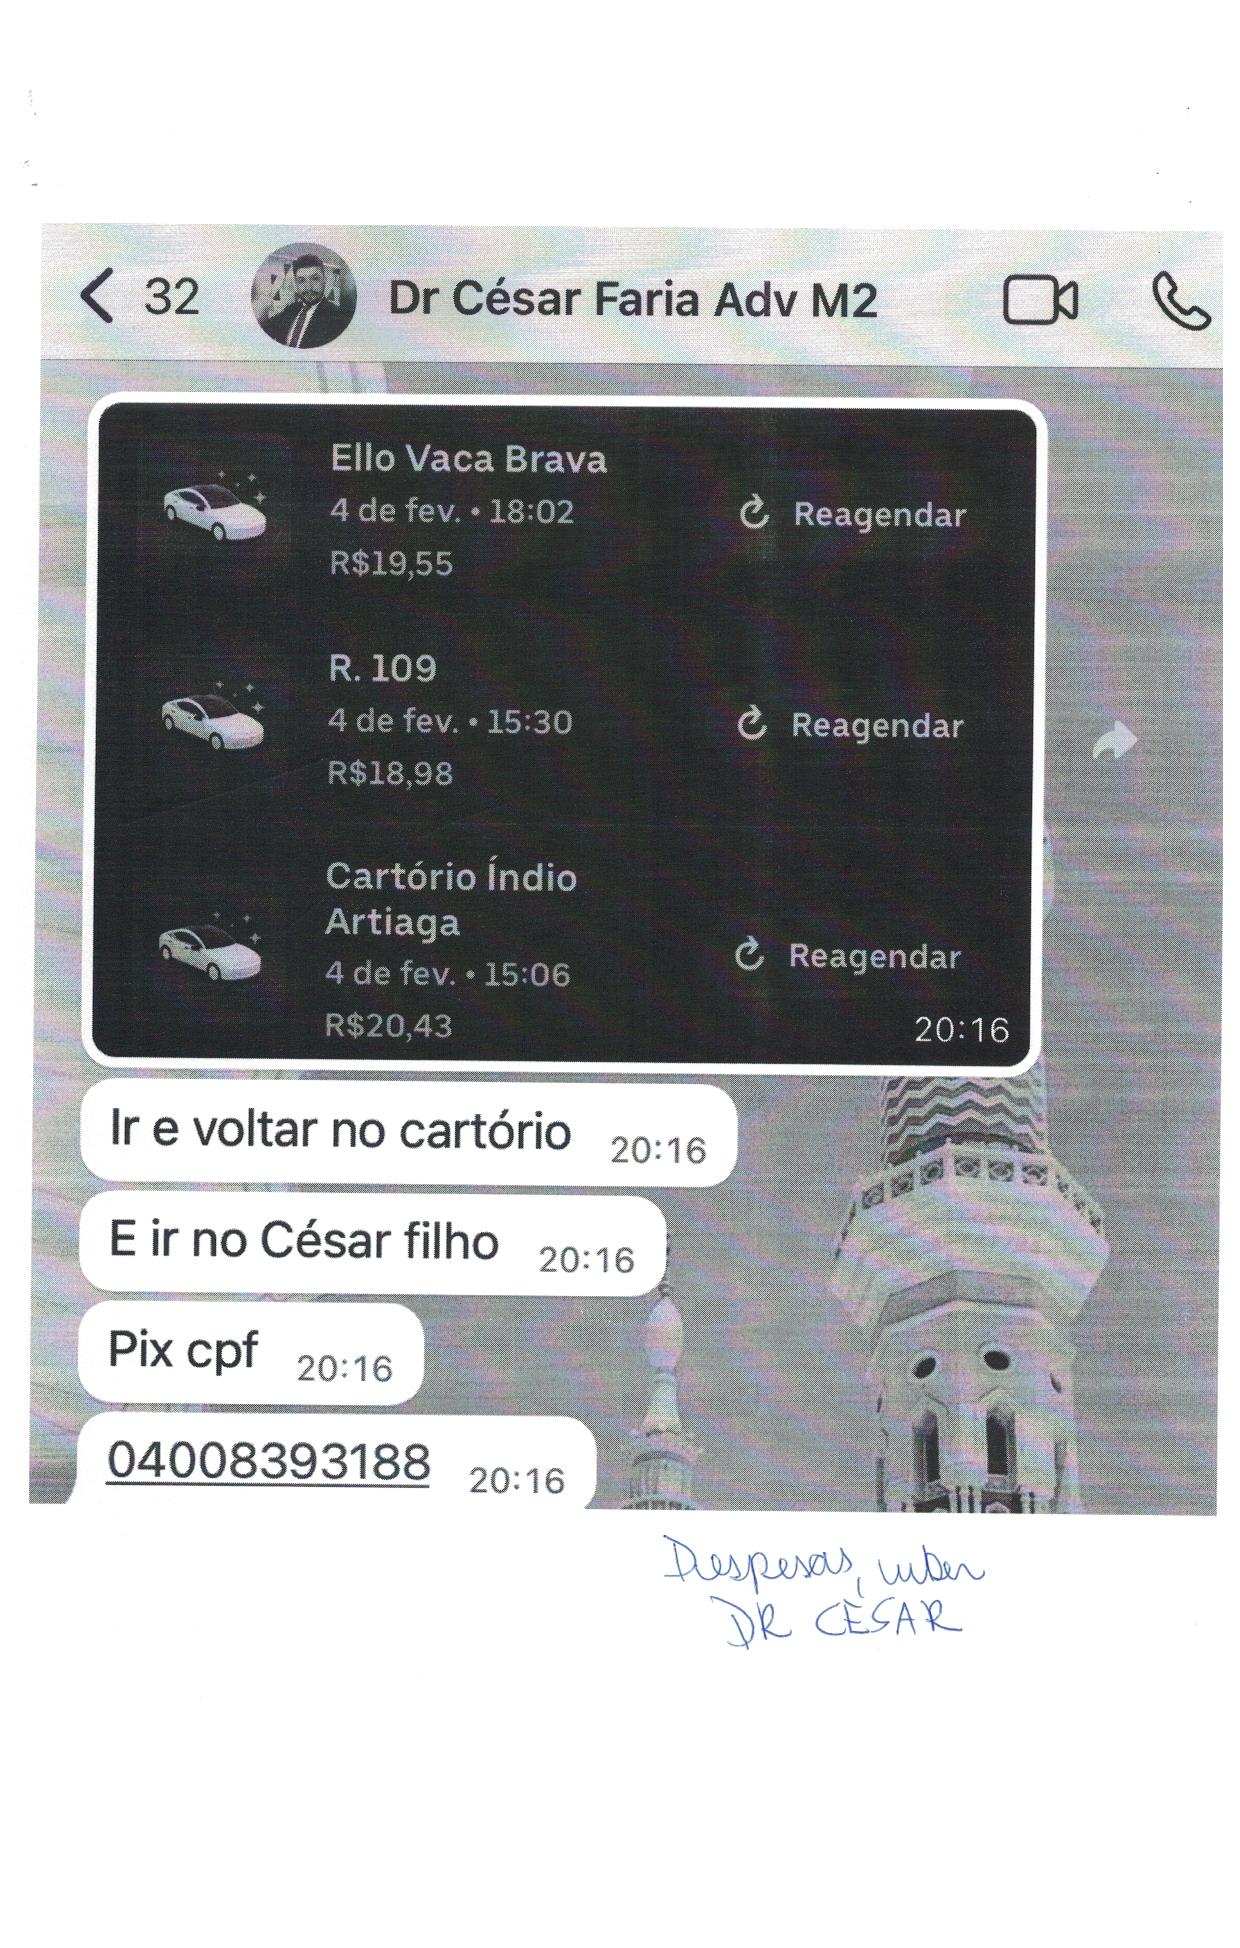 32
Dr César Faria Adv M2
Ello Vaca Brava
4 de fev. • 18:02
R$19,55
Reagendar
R. 109
4 de fev. • 15:30
R$18,98
Reagendar
Cartório Índio
Artiaga
4 de fev. • 15:06
R$20,43
Reagendar
20:16
Ir e voltar no cartório 20:16
E ir no César filho 20:16
Pix cpf 20:16
04008393188 20:16
Despesas, uber
DR CÉSAR